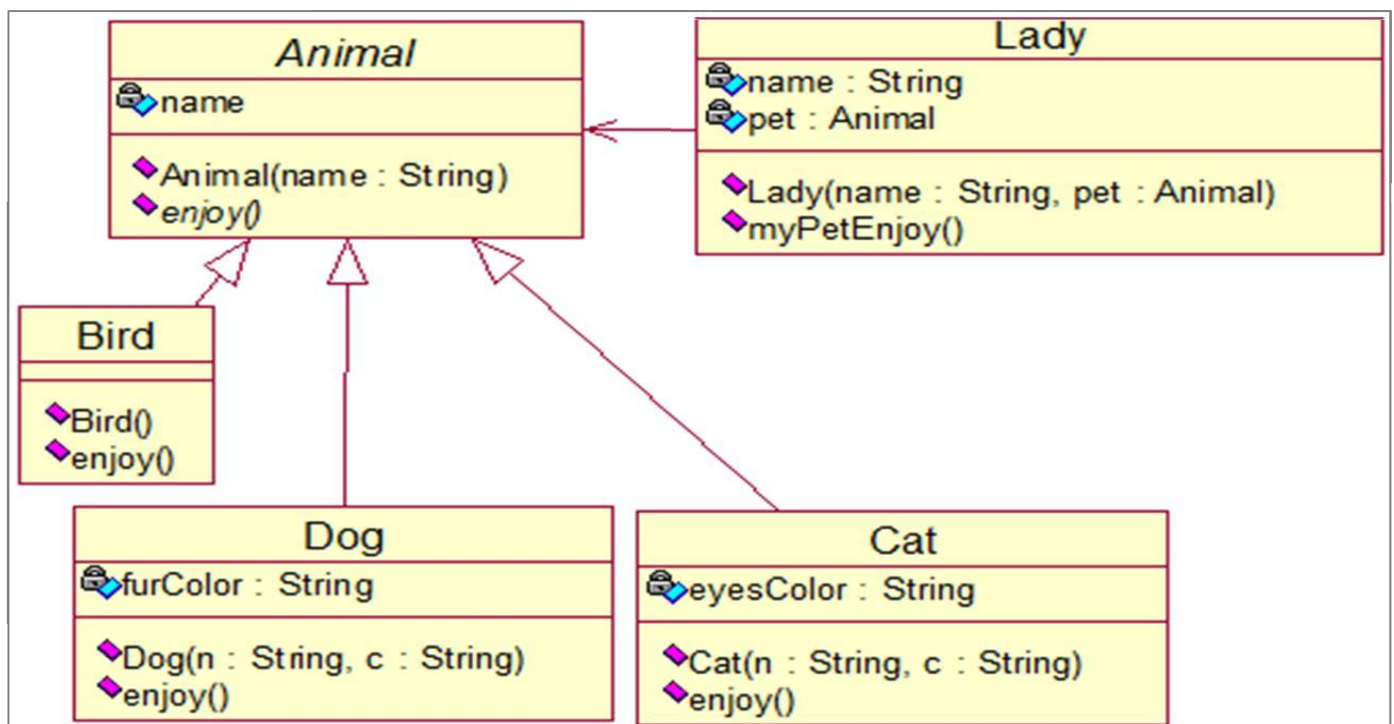 Animal
name
Animal(name : String)
enjoy()
Lady
name : String
pet : Animal
Lady(name : String, pet : Animal)
myPetEnjoy()
Bird
Bird()
enjoy()
Dog
furColor : String
Dog(n : String, c : String)
enjoy()
Cat
eyesColor : String
Cat(n : String, c : String)
enjoy()